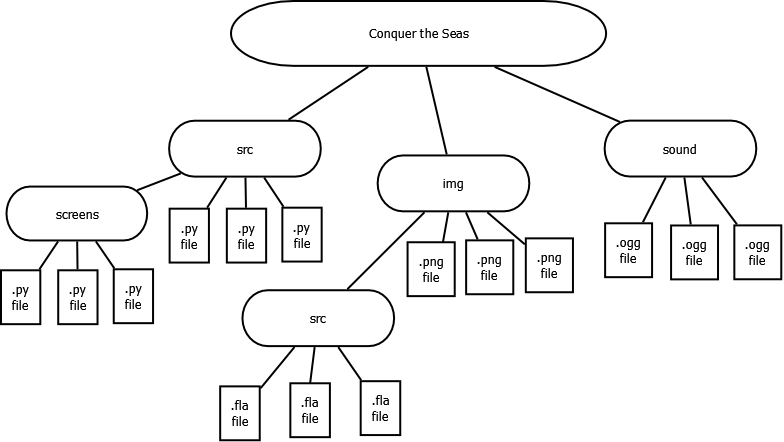 Conquer the Seas
src
sound
img
screens
.py
file
.py
file
.py
file
.ogg
file
.ogg
file
.ogg
file
.png
file
.png
file
.png
file
.py
file
.py
file
.py
file
src
.fla
file
.fla
file
.fla
file